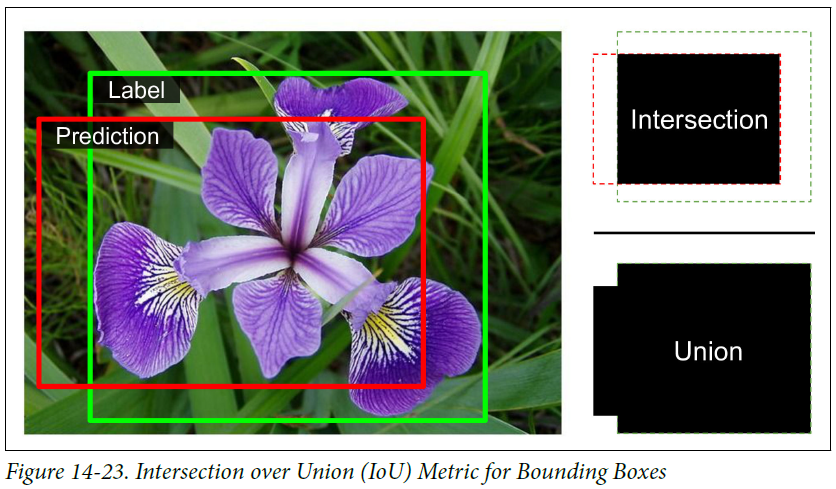 Label
Prediction
Intersection
Union
Figure 14-23. Intersection over Union (IoU) Metric for Bounding Boxes